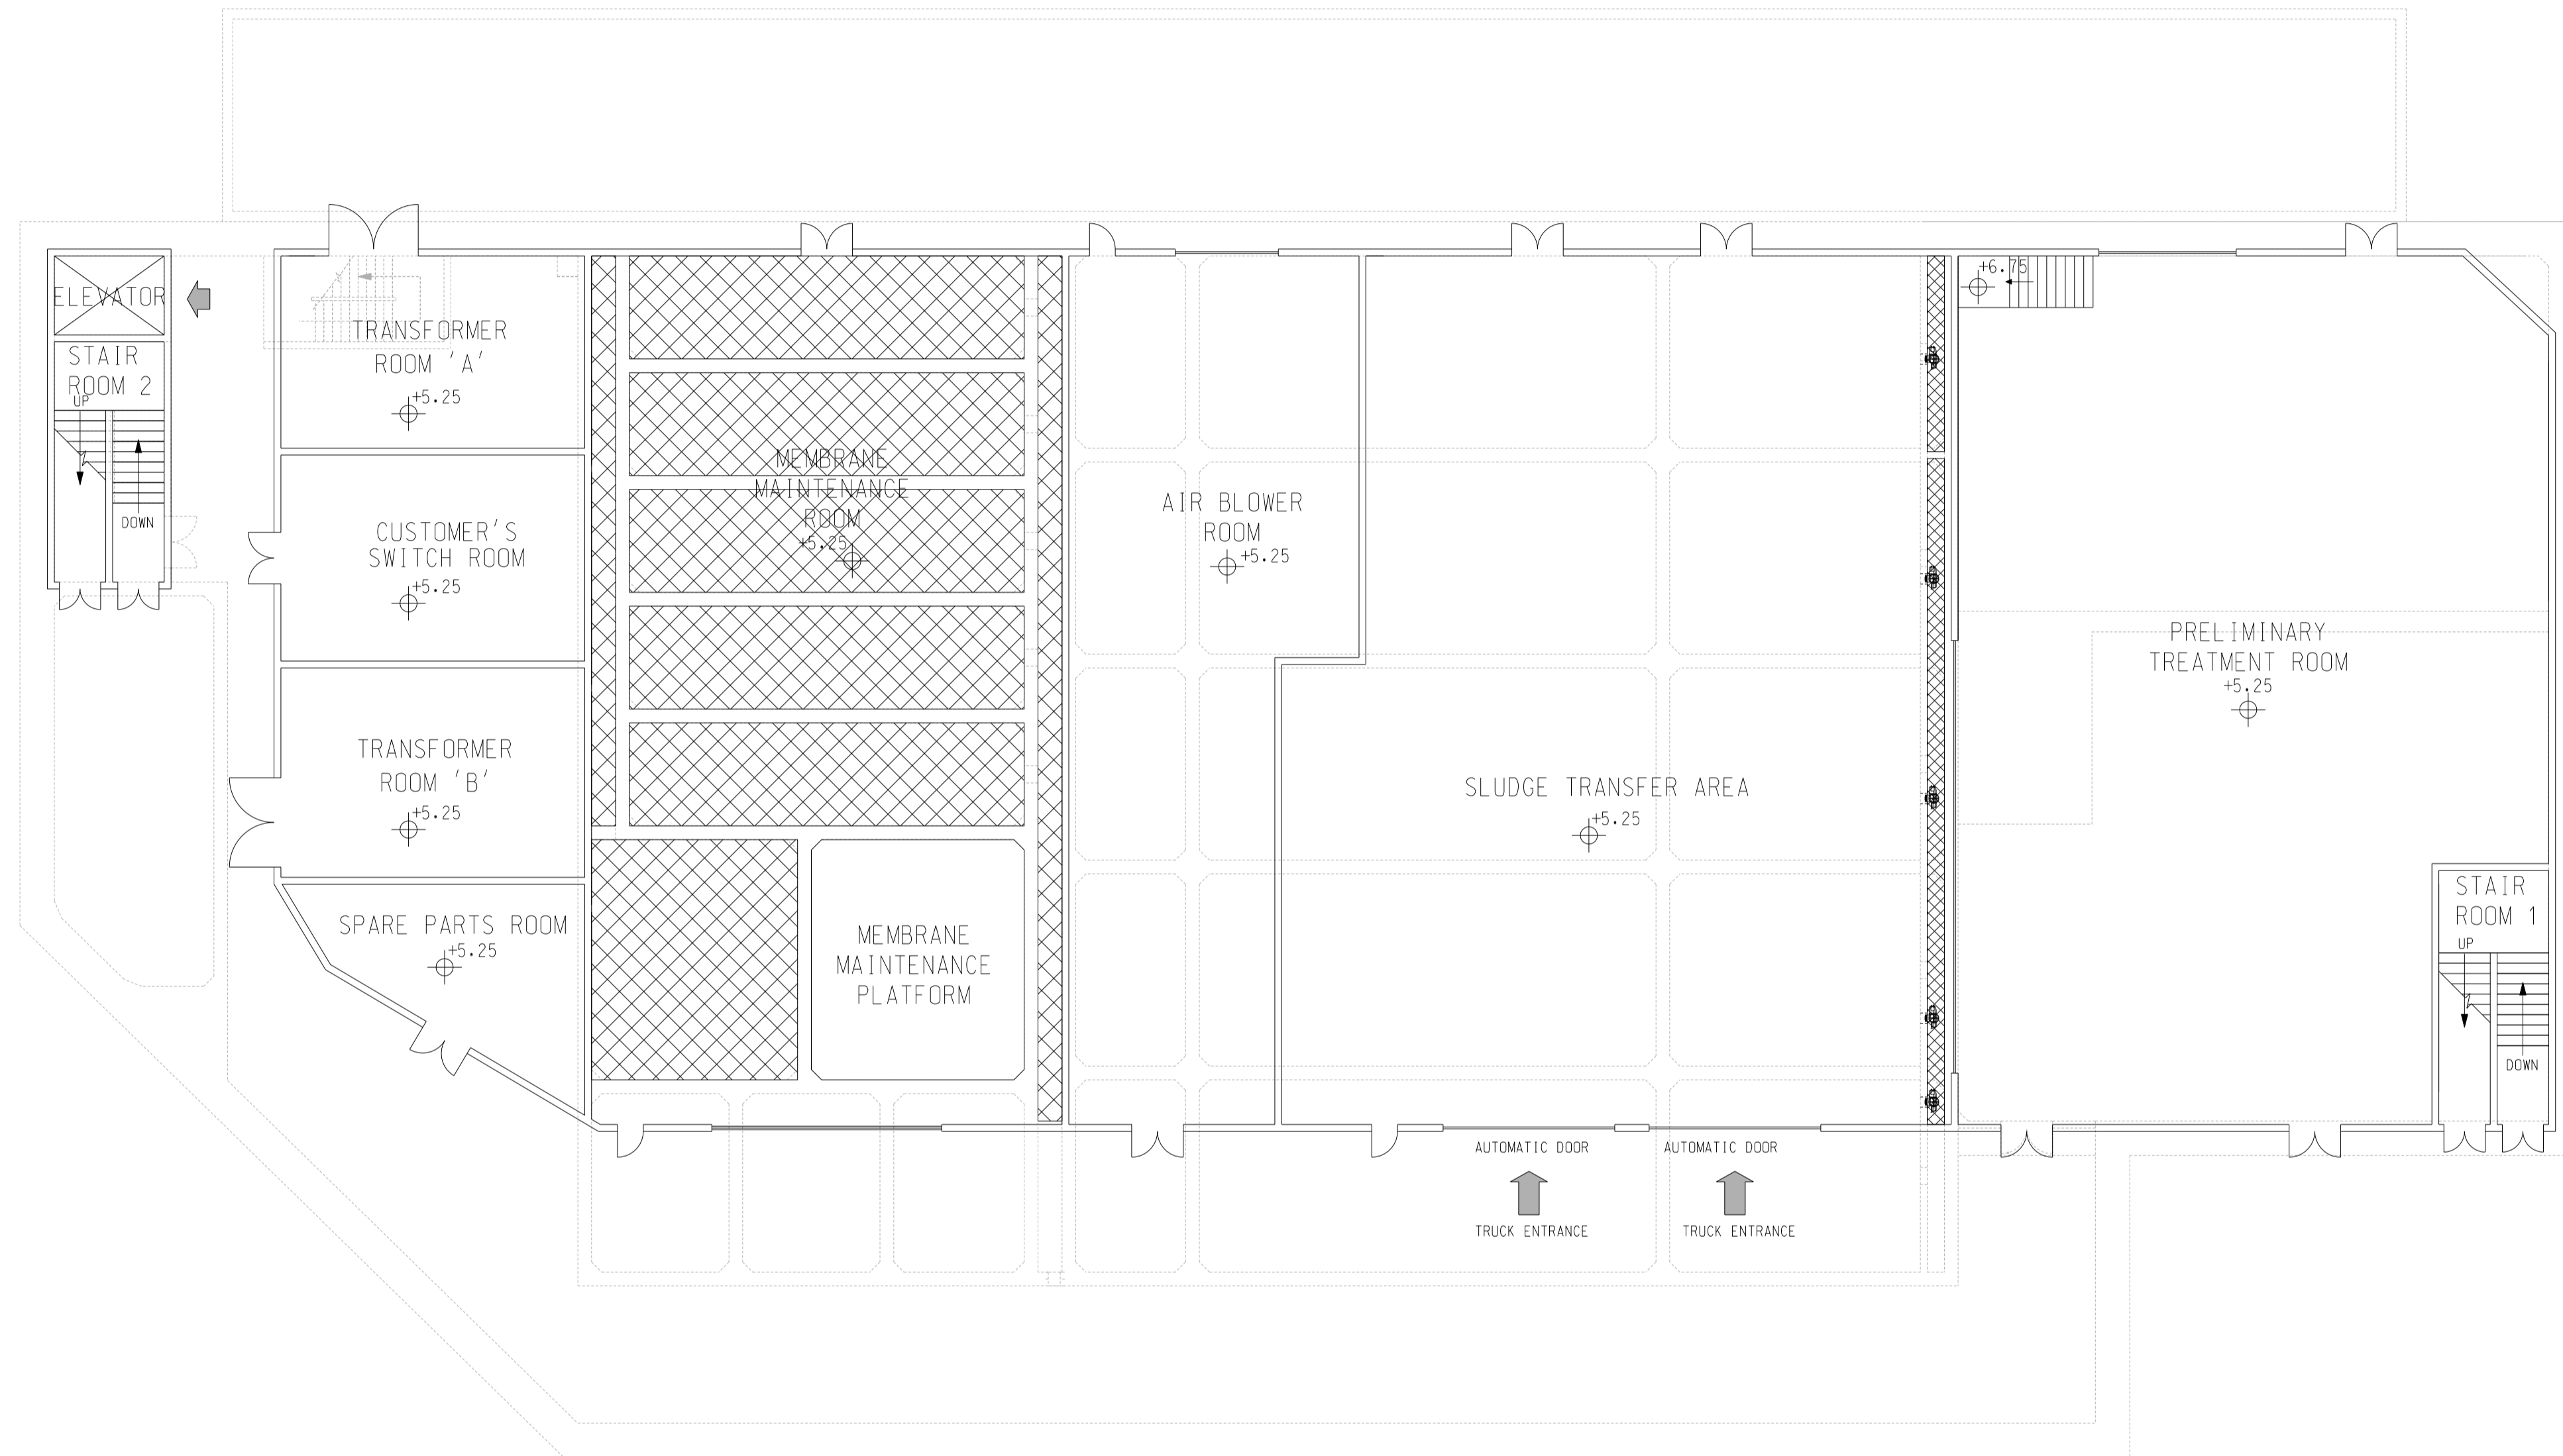 ELEVATOR
STAIR
ROOM 2
UP
DOWN
TRANSFORMER
ROOM 'A'
+5.25
CUSTOMER'S
SWITCH ROOM
+5.25
TRANSFORMER
ROOM 'B'
+5.25
SPARE PARTS ROOM
+5.25
MEMBRANE
MAINTENANCE
ROOM
+5.25
MEMBRANE
MAINTENANCE
PLATFORM
AIR BLOWER
ROOM
+5.25
SLUDGE TRANSFER AREA
+5.25
AUTOMATIC DOOR
TRUCK ENTRANCE
AUTOMATIC DOOR
TRUCK ENTRANCE
+6.75
PRELIMINARY
TREATMENT ROOM
+5.25
STAIR
ROOM 1
UP
DOWN